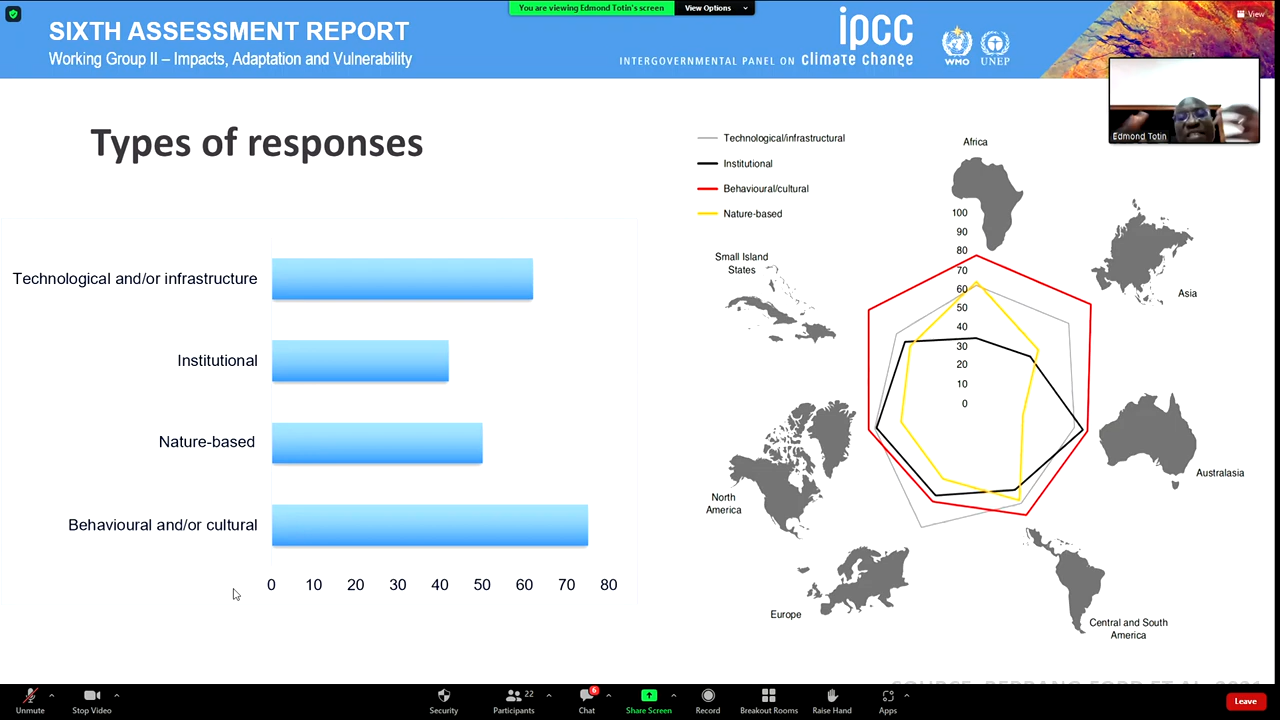 You are viewing Edmond Totin's screen
View Options
View
SIXTH ASSESSMENT REPORT
Working Group II – Impacts, Adaptation and Vulnerability
ipcc
INTERGOVERNMENTAL PANEL ON climate change
WMO
UNEP
Edmond Totin
Types of responses
Technological and/or infrastructure
Institutional
Nature-based
Behavioural and/or cultural
0 10 20 30 40 50 60 70 80
Technological/infrastructural
Institutional
Behavioural/cultural
Nature-based
Africa
100
90
80
70
60
50
40
30
20
10
0
Small Island
States
Asia
Australasia
North
America
Europe
Central and South
America
Unmute
Stop Video
Security
22
Participants
6
Chat
Share Screen
Record
Breakout Rooms
Raise Hand
Apps
Leave